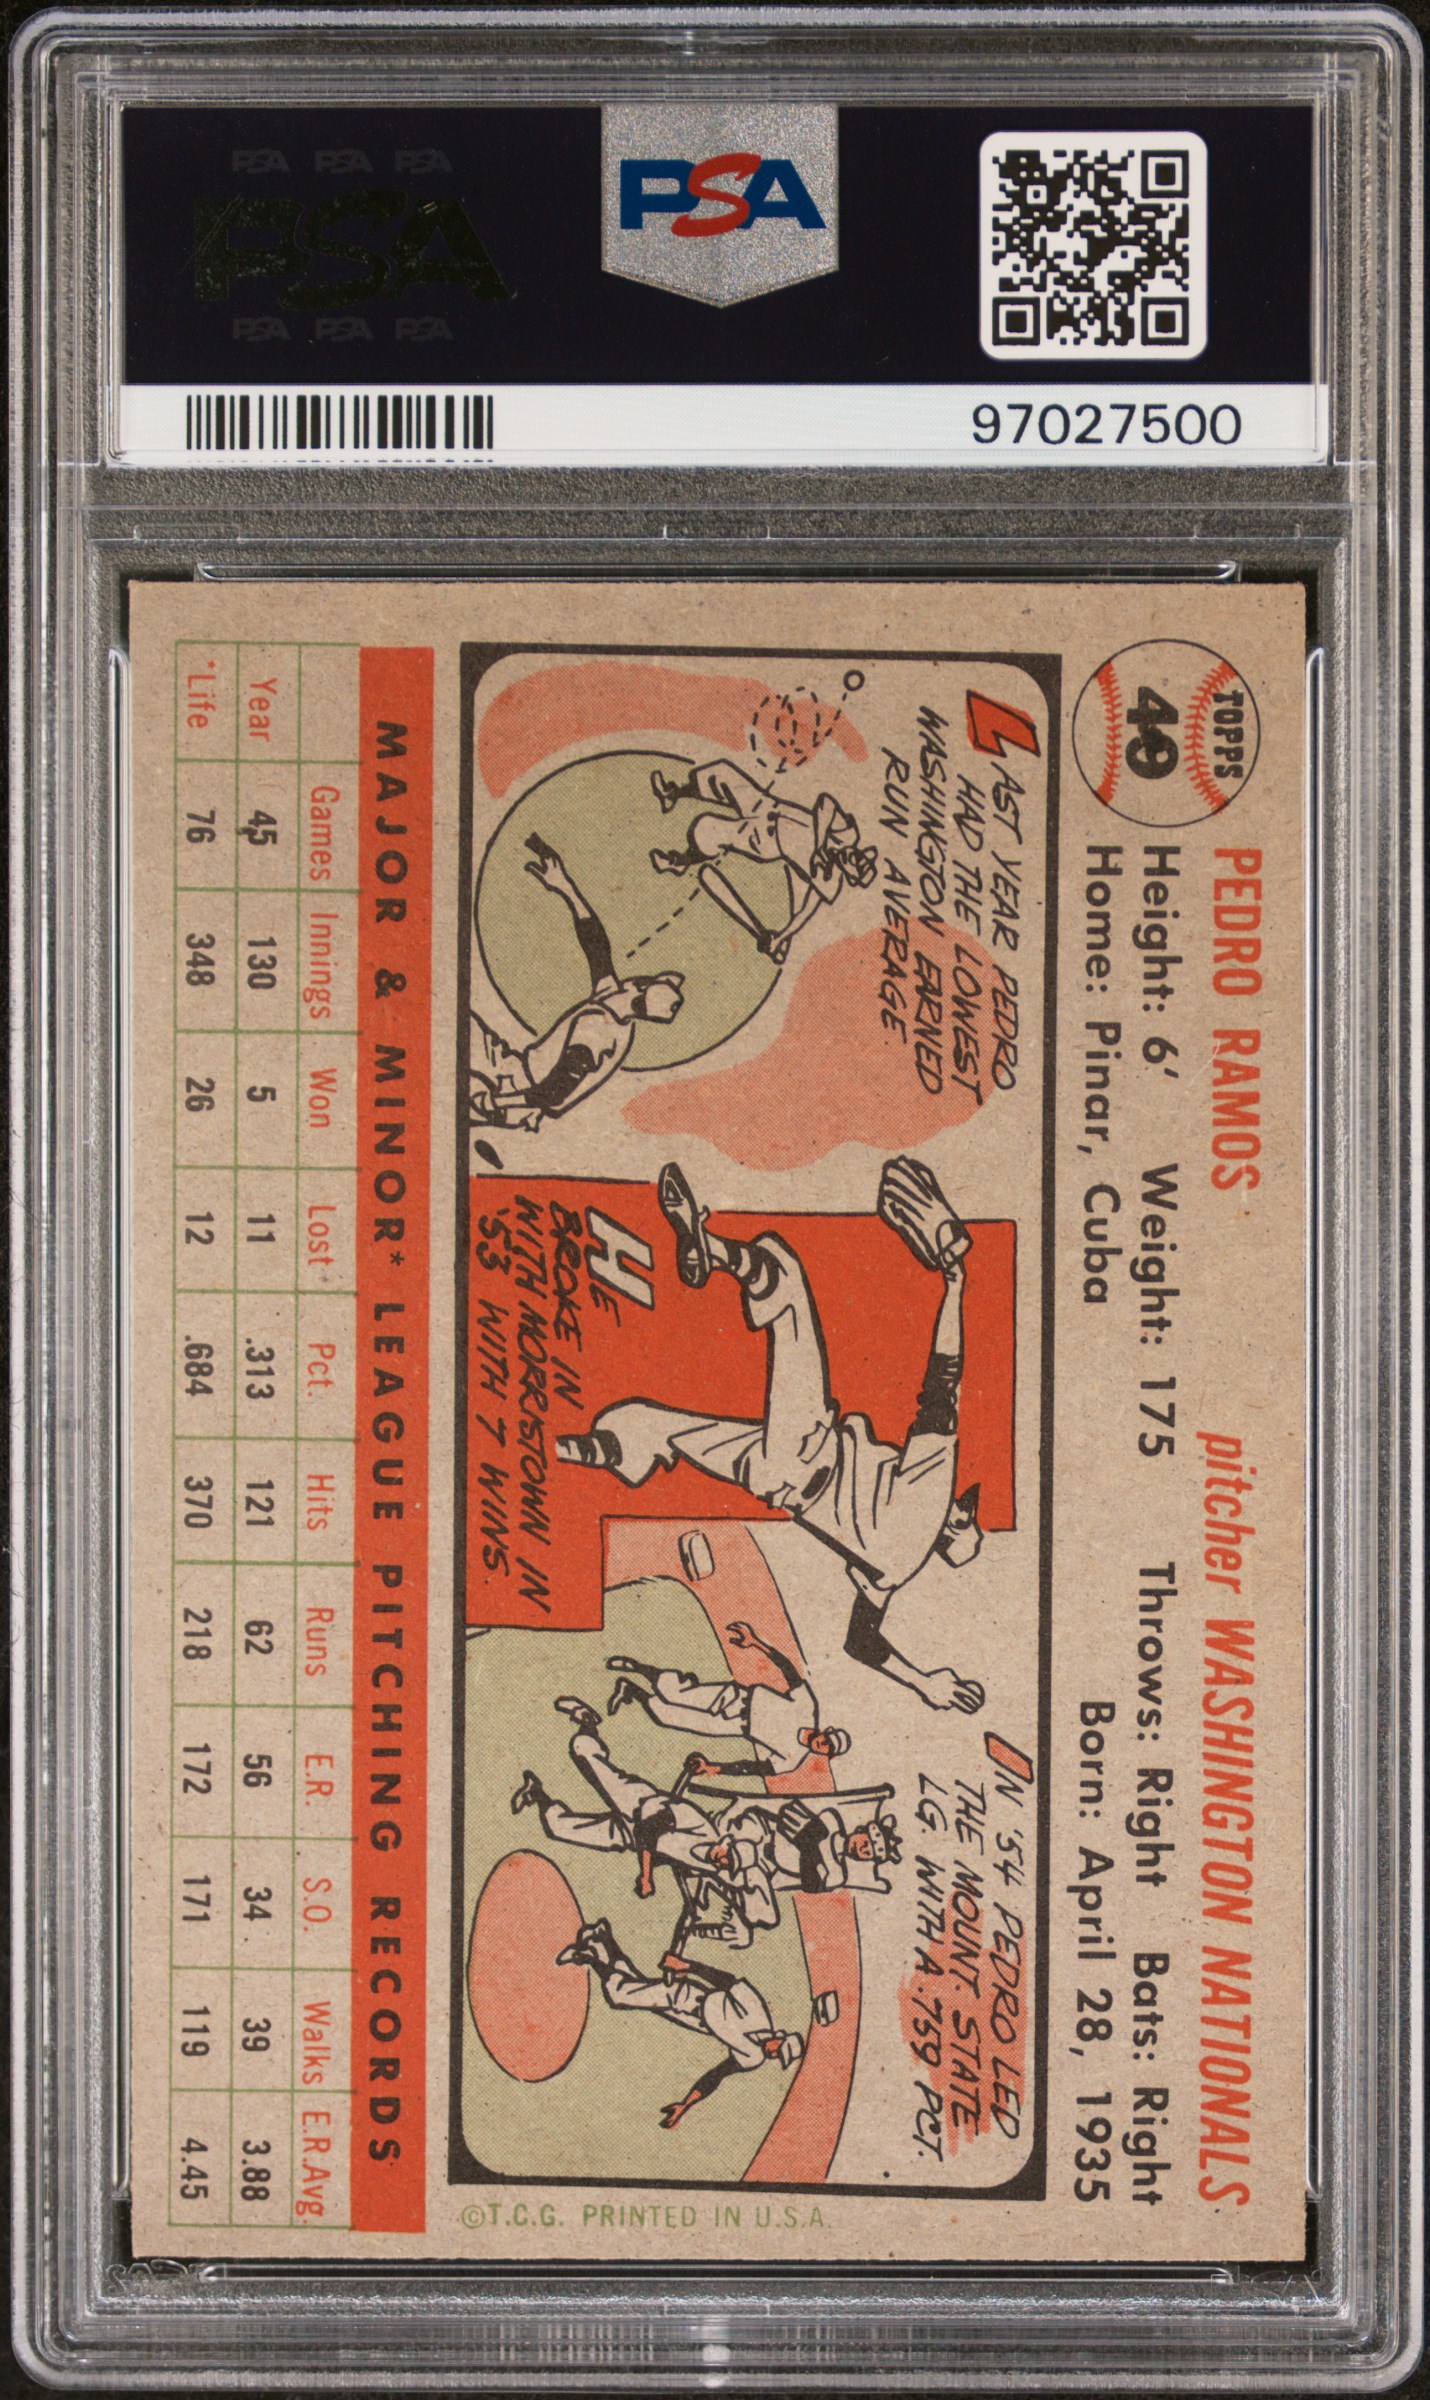 PSA PSA PSA
PSA
PSA PSA PSA
PSA
97027500
TOPPS
49
PEDRO RAMOS
pitcher WASHINGTON NATIONALS
Height: 6' Weight: 175 Throws: Right Bats: Right
Home: Pinar, Cuba Born: April 28, 1935
LAST YEAR PEDRO
HAD THE LOWEST
WASHINGTON EARNED
RUN AVERAGE.
HE
BROKE IN
WITH MORRISTOWN IN
'53 WITH 7 WINS.
IN '54 PEDRO LED
THE MOUNT. STATE
LG. WITH A .759 PCT.
©T.C.G. PRINTED IN U.S.A.
MAJOR & MINOR* LEAGUE PITCHING RECORDS
Games Innings Won Lost Pct. Hits Runs E.R. S.O. Walks E.R.Avg.
Year 45 130 5 11 .313 121 62 56 34 39 3.88
*Life 76 348 26 12 .684 370 218 172 171 119 4.45